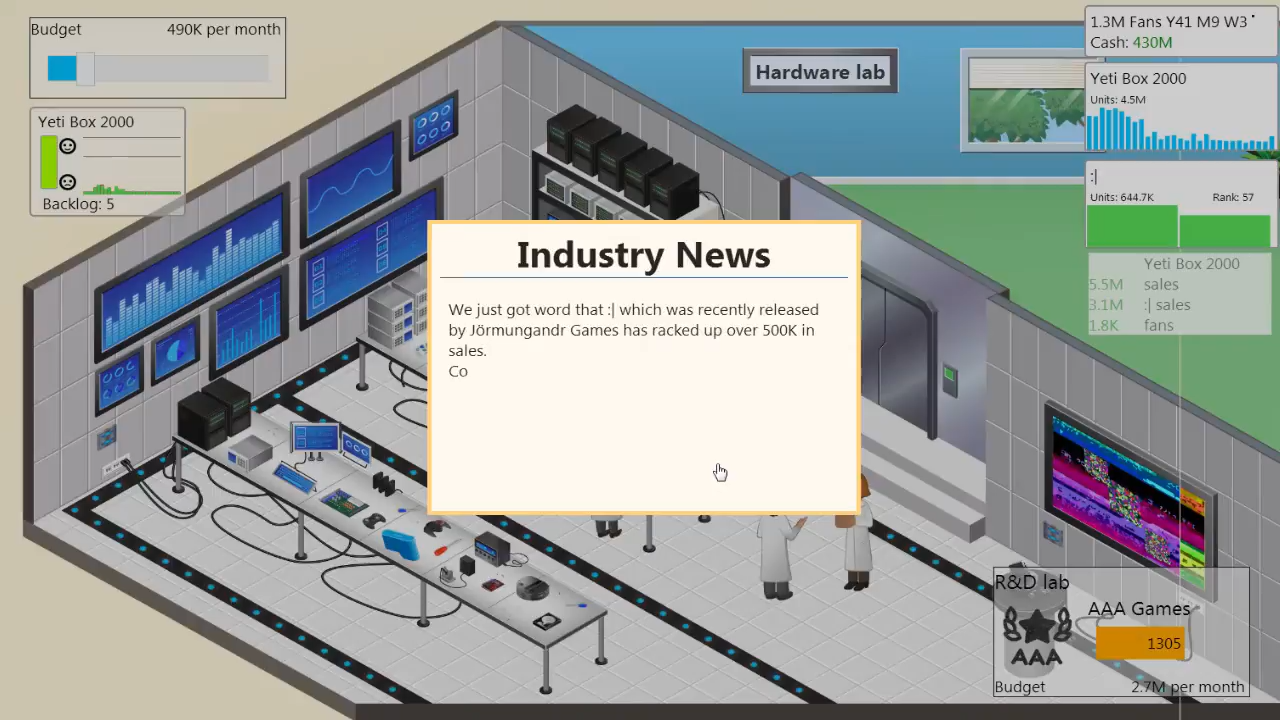 Budget 490K per month
Yeti Box 2000
Backlog: 5
Hardware lab
1.3M Fans Y41 M9 W3
Cash: 430M
Yeti Box 2000
Units: 4.5M
:|
Units: 644.7K Rank: 57
Yeti Box 2000
5.5M sales
3.1M :| sales
1.8K fans
Industry News
We just got word that :| which was recently released
by Jörmungandr Games has racked up over 500K in
sales.
Co
R&D lab
AAA Games
1305
AAA
Budget 2.7M per month